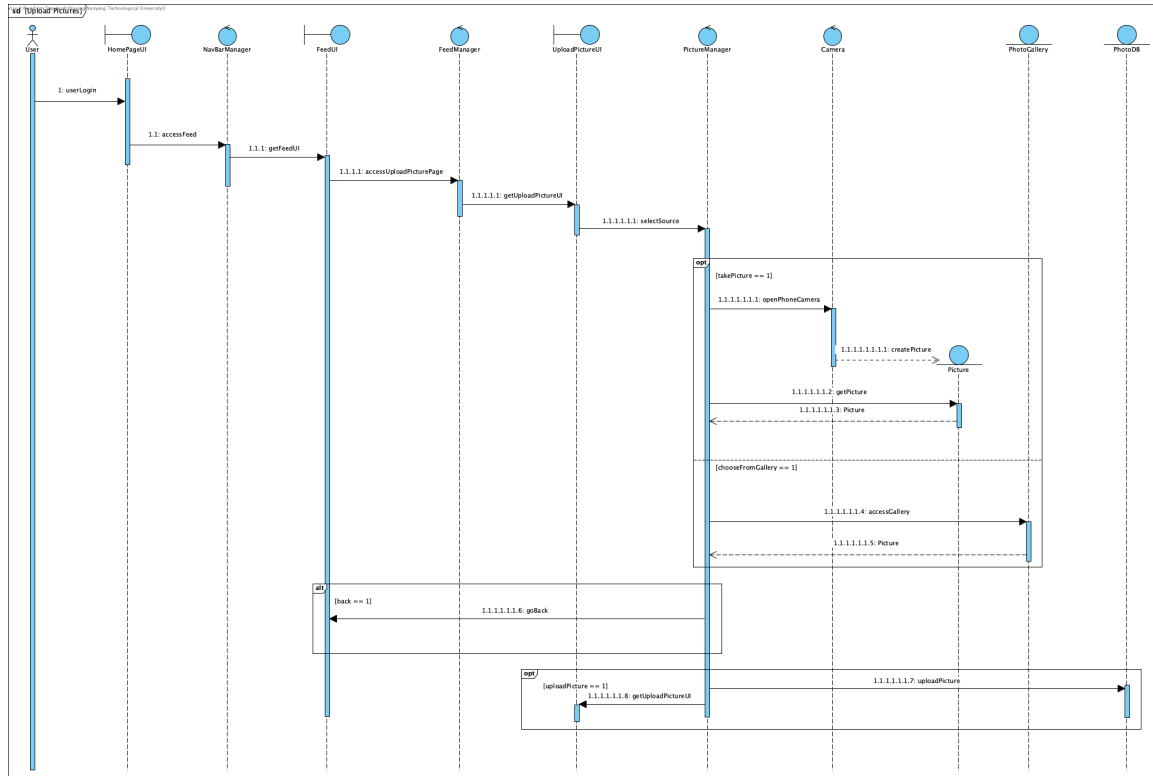 sd [Upload Pictures]
Nanyang Technological University))
User
HomePageUI
NavBarManager
FeedUI
FeedManager
UploadPictureUI
PictureManager
Camera
PhotoGallery
PhotoDB
1: userLogin
1.1: accessFeed
1.1.1: getFeedUI
1.1.1.1: accessUploadPicturePage
1.1.1.1.1: getUploadPictureUI
1.1.1.1.1.1: selectSource
opt
[takePicture == 1]
1.1.1.1.1.1.1: openPhoneCamera
1.1.1.1.1.1.1.1: createPicture
Picture
1.1.1.1.1.1.2: getPicture
1.1.1.1.1.1.3: Picture
[chooseFromGallery == 1]
1.1.1.1.1.1.4: accessGallery
1.1.1.1.1.1.5: Picture
alt
[back == 1]
1.1.1.1.1.1.6: goBack
opt
1.1.1.1.1.1.7: uploadPicture
[uploadPicture == 1]
1.1.1.1.1.1.8: getUploadPictureUI